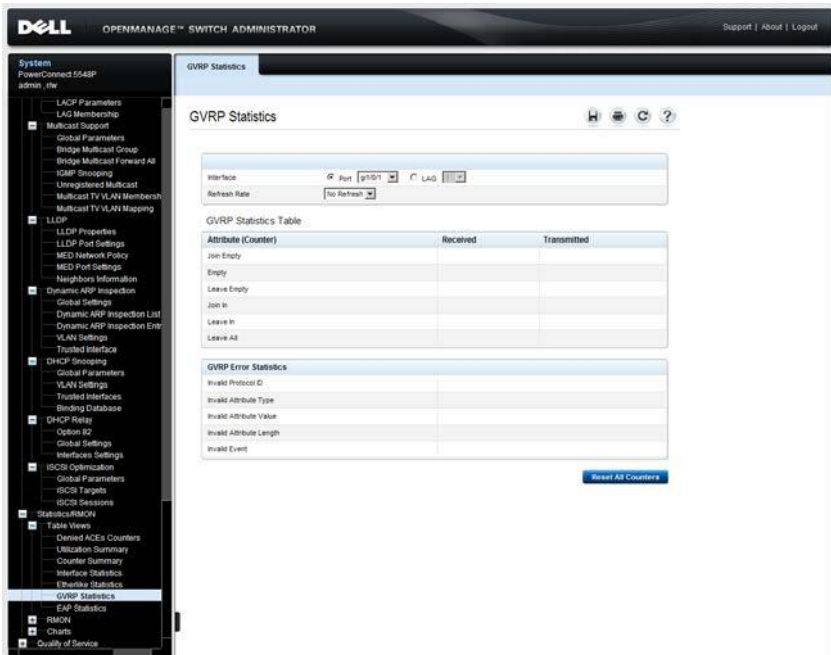 DELL OPENMANAGE™ SWITCH ADMINISTRATOR Support | About | Logout
System
PowerConnect 5548P
admin , r/w
LACP Parameters
LAG Membership
Multicast Support
Global Parameters
Bridge Multicast Group
Bridge Multicast Forward All
IGMP Snooping
Unregistered Multicast
Multicast TV VLAN Membersh
Multicast TV VLAN Mapping
LLDP
LLDP Properties
LLDP Port Settings
MED Network Policy
MED Port Settings
Neighbors Information
Dynamic ARP Inspection
Global Settings
Dynamic ARP Inspection List
Dynamic ARP Inspection Entr
VLAN Settings
Trusted Interface
DHCP Snooping
Global Parameters
VLAN Settings
Trusted Interfaces
Binding Database
DHCP Relay
Option 82
Global Settings
Interfaces Settings
iSCSI Optimization
Global Parameters
iSCSI Targets
iSCSI Sessions
Statistics/RMON
Table Views
Denied ACEs Counters
Utilization Summary
Counter Summary
Interface Statistics
Etherlike Statistics
GVRP Statistics
EAP Statistics
RMON
Charts
Quality of Service
GVRP Statistics
GVRP Statistics
Interface Port gi1/0/1 LAG
Refresh Rate No Refresh
GVRP Statistics Table
Attribute (Counter) Received Transmitted
Join Empty
Empty
Leave Empty
Join In
Leave In
Leave All
GVRP Error Statistics
Invalid Protocol ID
Invalid Attribute Type
Invalid Attribute Value
Invalid Attribute Length
Invalid Event
Reset All Counters